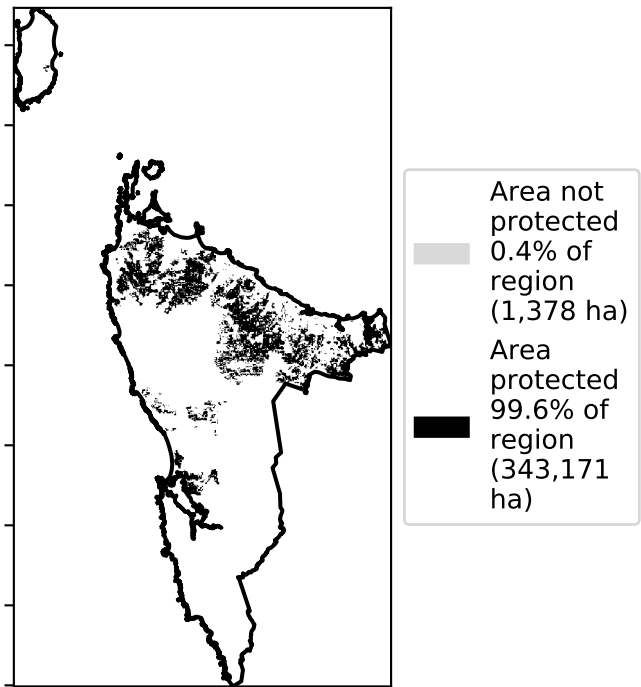 Area not
protected
0.4% of
region
(1,378 ha)
Area
protected
99.6% of
region
(343,171
ha)